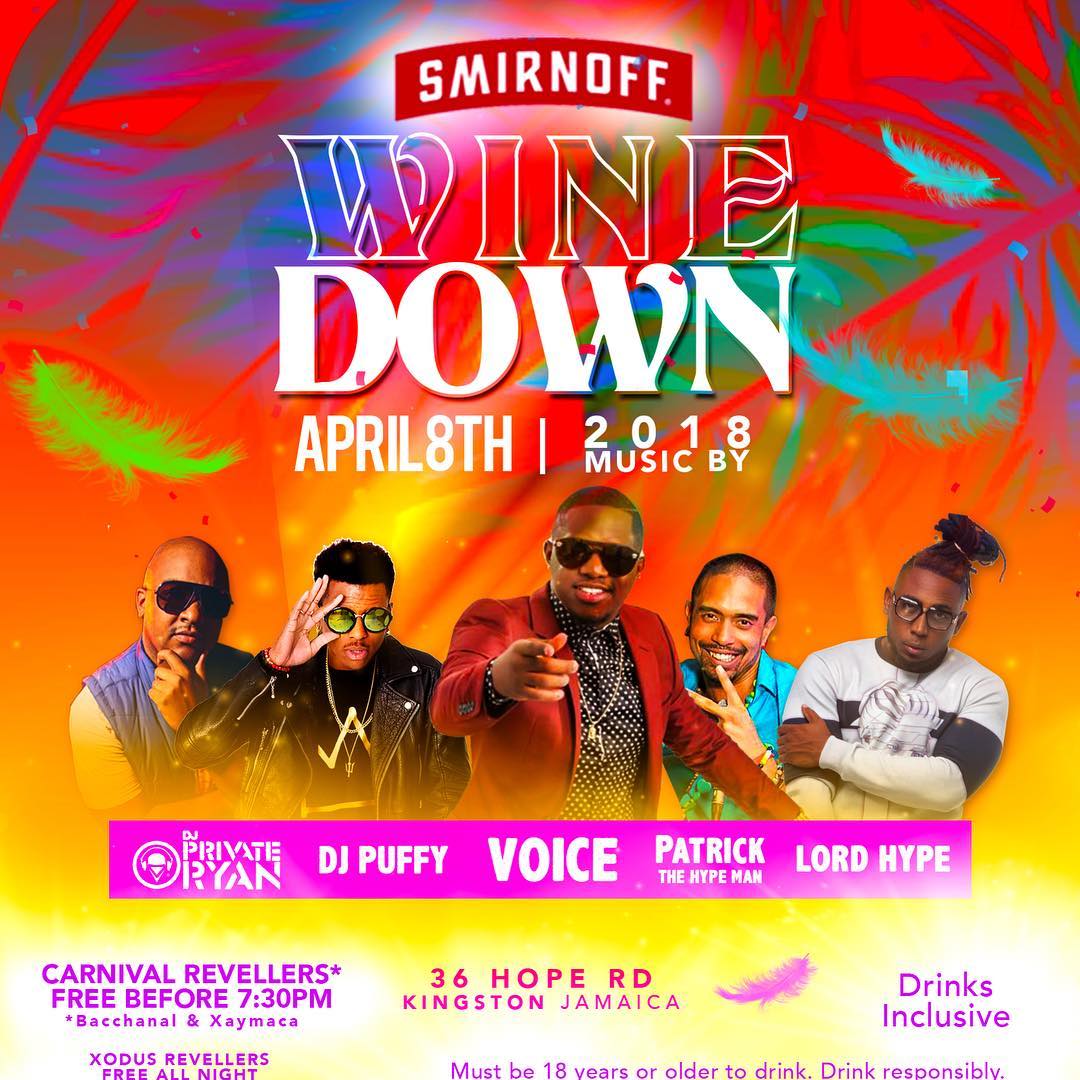 SMIRNOFF
WINE
DOWN
APRIL 8TH | 2018
MUSIC BY
DJ
PRIVATE
RYAN
DJ PUFFY
VOICE
PATRICK
THE HYPE MAN
LORD HYPE
CARNIVAL REVELLERS*
FREE BEFORE 7:30PM
*Bacchanal & Xaymaca
XODUS REVELLERS
FREE ALL NIGHT
36 HOPE RD
KINGSTON JAMAICA
Drinks
Inclusive
Must be 18 years or older to drink. Drink responsibly.